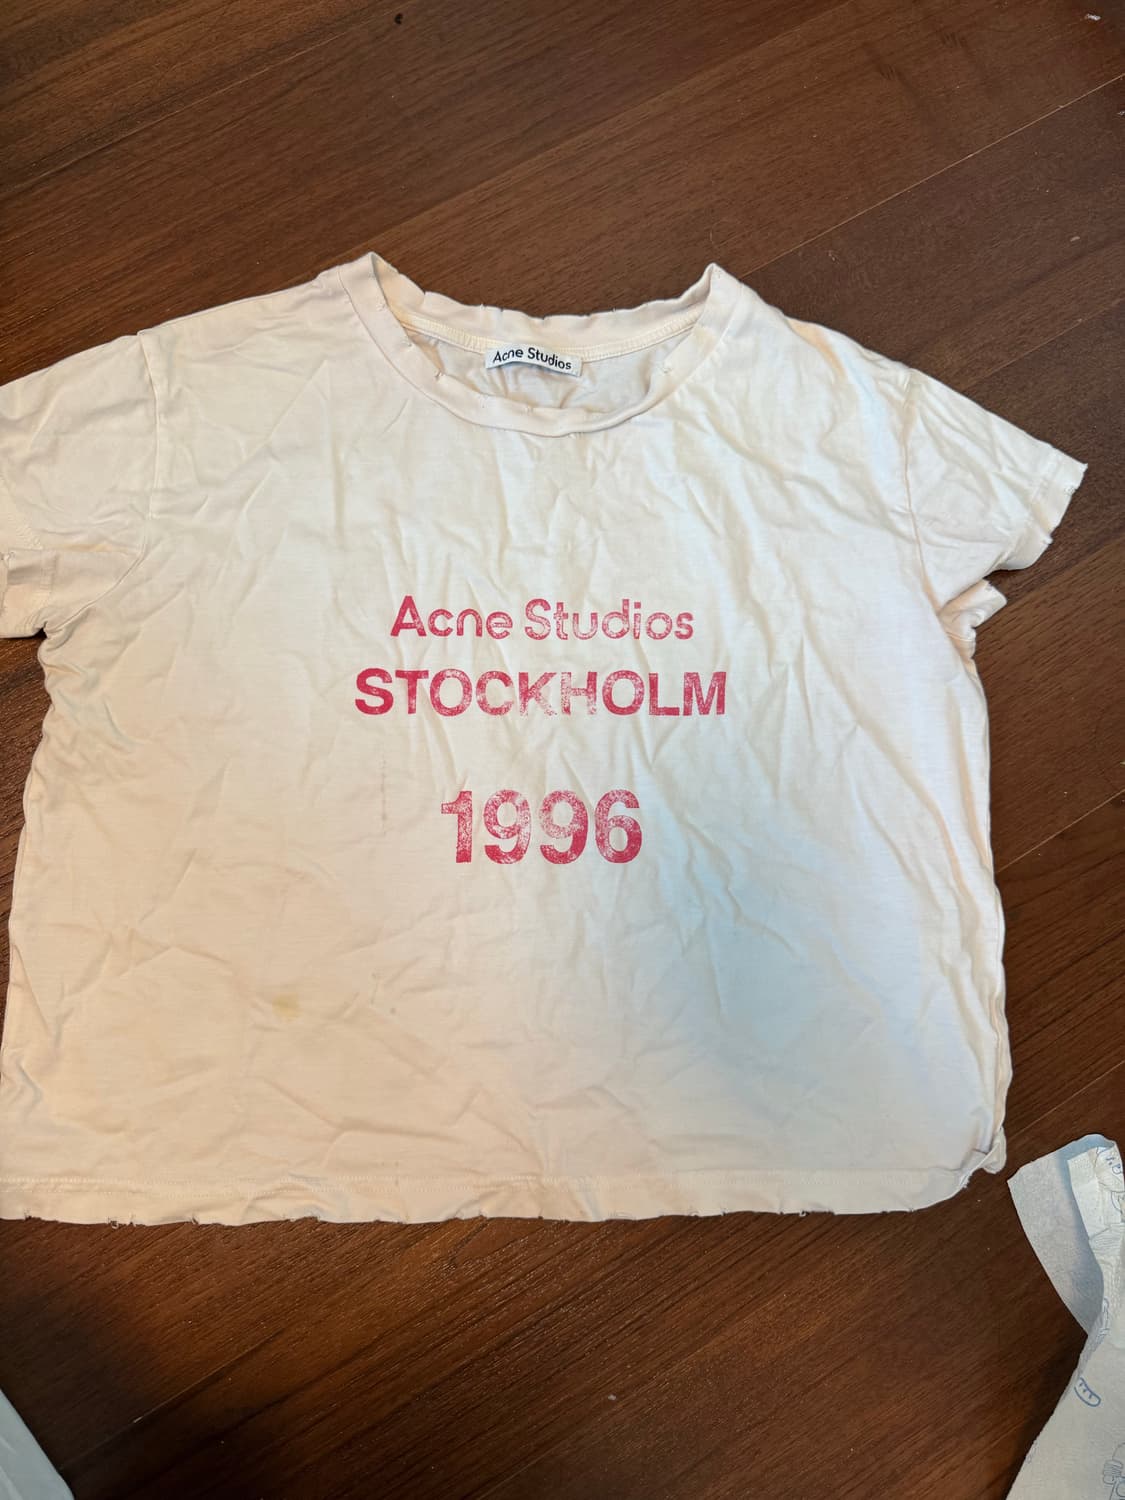 Acne Studios
Acne Studios
STOCKHOLM
1996